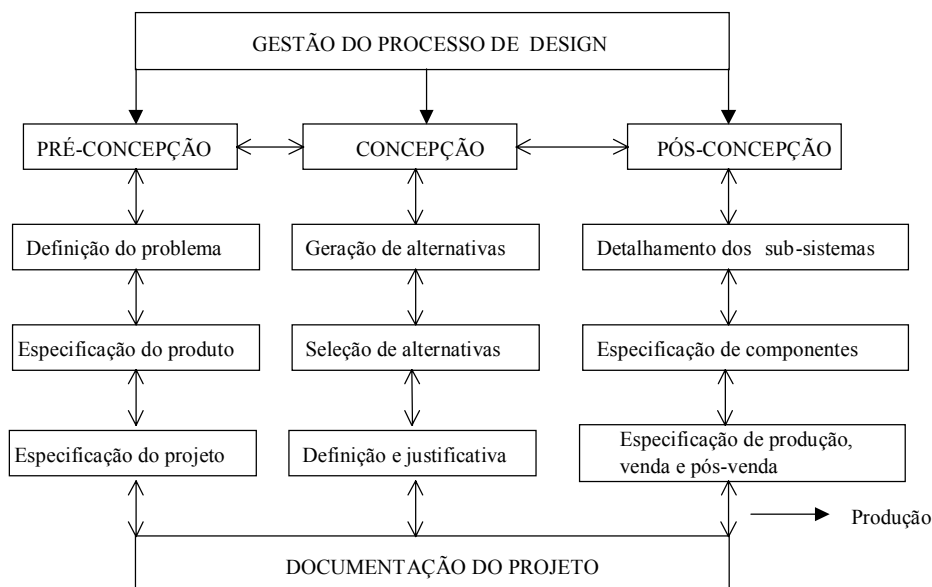 GESTÃO DO PROCESSO DE DESIGN
PRÉ-CONCEPÇÃO
CONCEPÇÃO
PÓS-CONCEPÇÃO
Definição do problema
Geração de alternativas
Detalhamento dos sub-sistemas
Especificação do produto
Seleção de alternativas
Especificação de componentes
Especificação do projeto
Definição e justificativa
Especificação de produção,
venda e pós-venda
Produção
DOCUMENTAÇÃO DO PROJETO